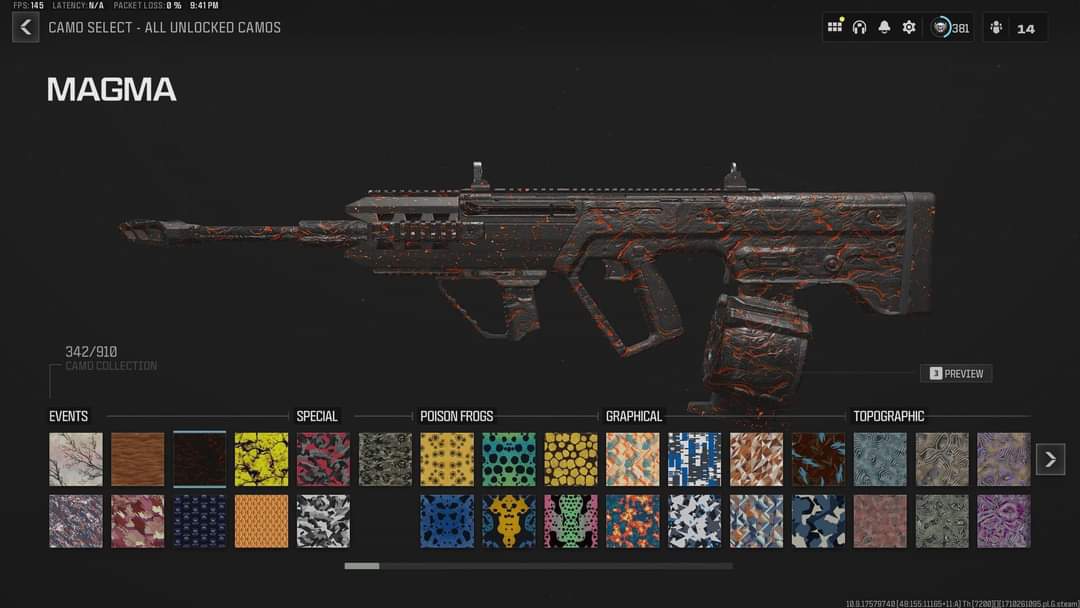 FPS: 145 LATENCY: N/A PACKET LOSS: 0 % 9:41 PM
CAMO SELECT - ALL UNLOCKED CAMOS
381
14
MAGMA
342/910
CAMO COLLECTION
3 PREVIEW
EVENTS SPECIAL POISON FROGS GRAPHICAL TOPOGRAPHIC